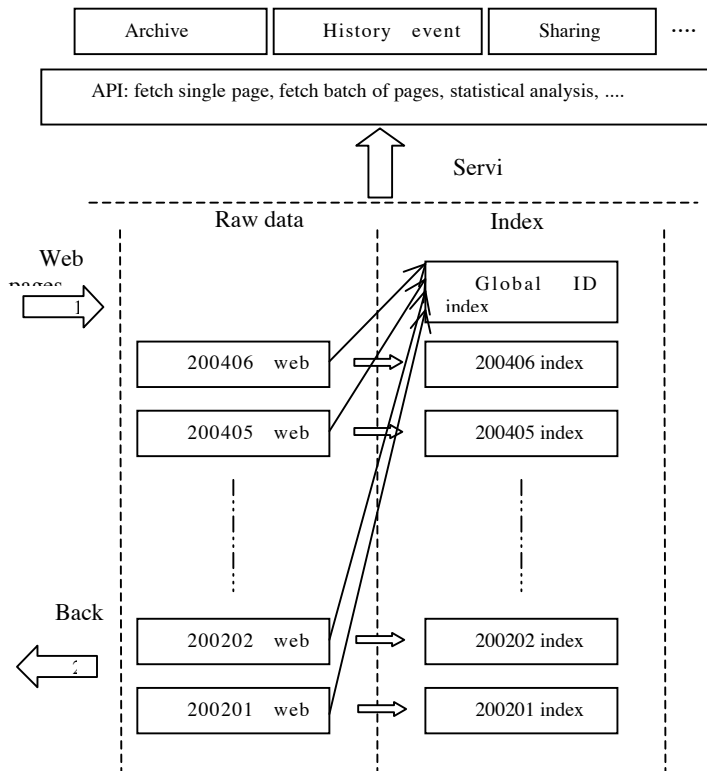 Archive
History event
Sharing
....
API: fetch single page, fetch batch of pages, statistical analysis, ....
Servi
Raw data
Index
Web
1
Global ID
index
200406 web
200406 index
200405 web
200405 index
Back
200202 web
200202 index
200201 web
200201 index